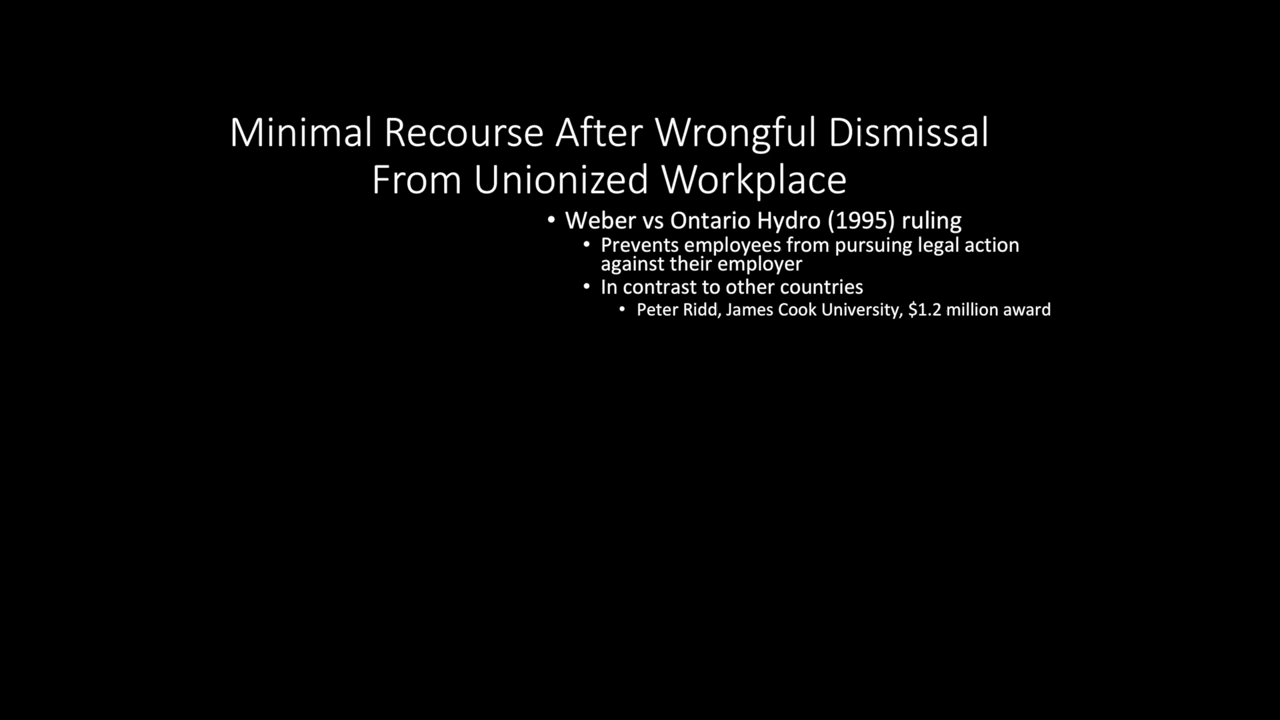 Minimal Recourse After Wrongful Dismissal
From Unionized Workplace
• Weber vs Ontario Hydro (1995) ruling
• Prevents employees from pursuing legal action
against their employer
• In contrast to other countries
• Peter Ridd, James Cook University, $1.2 million award